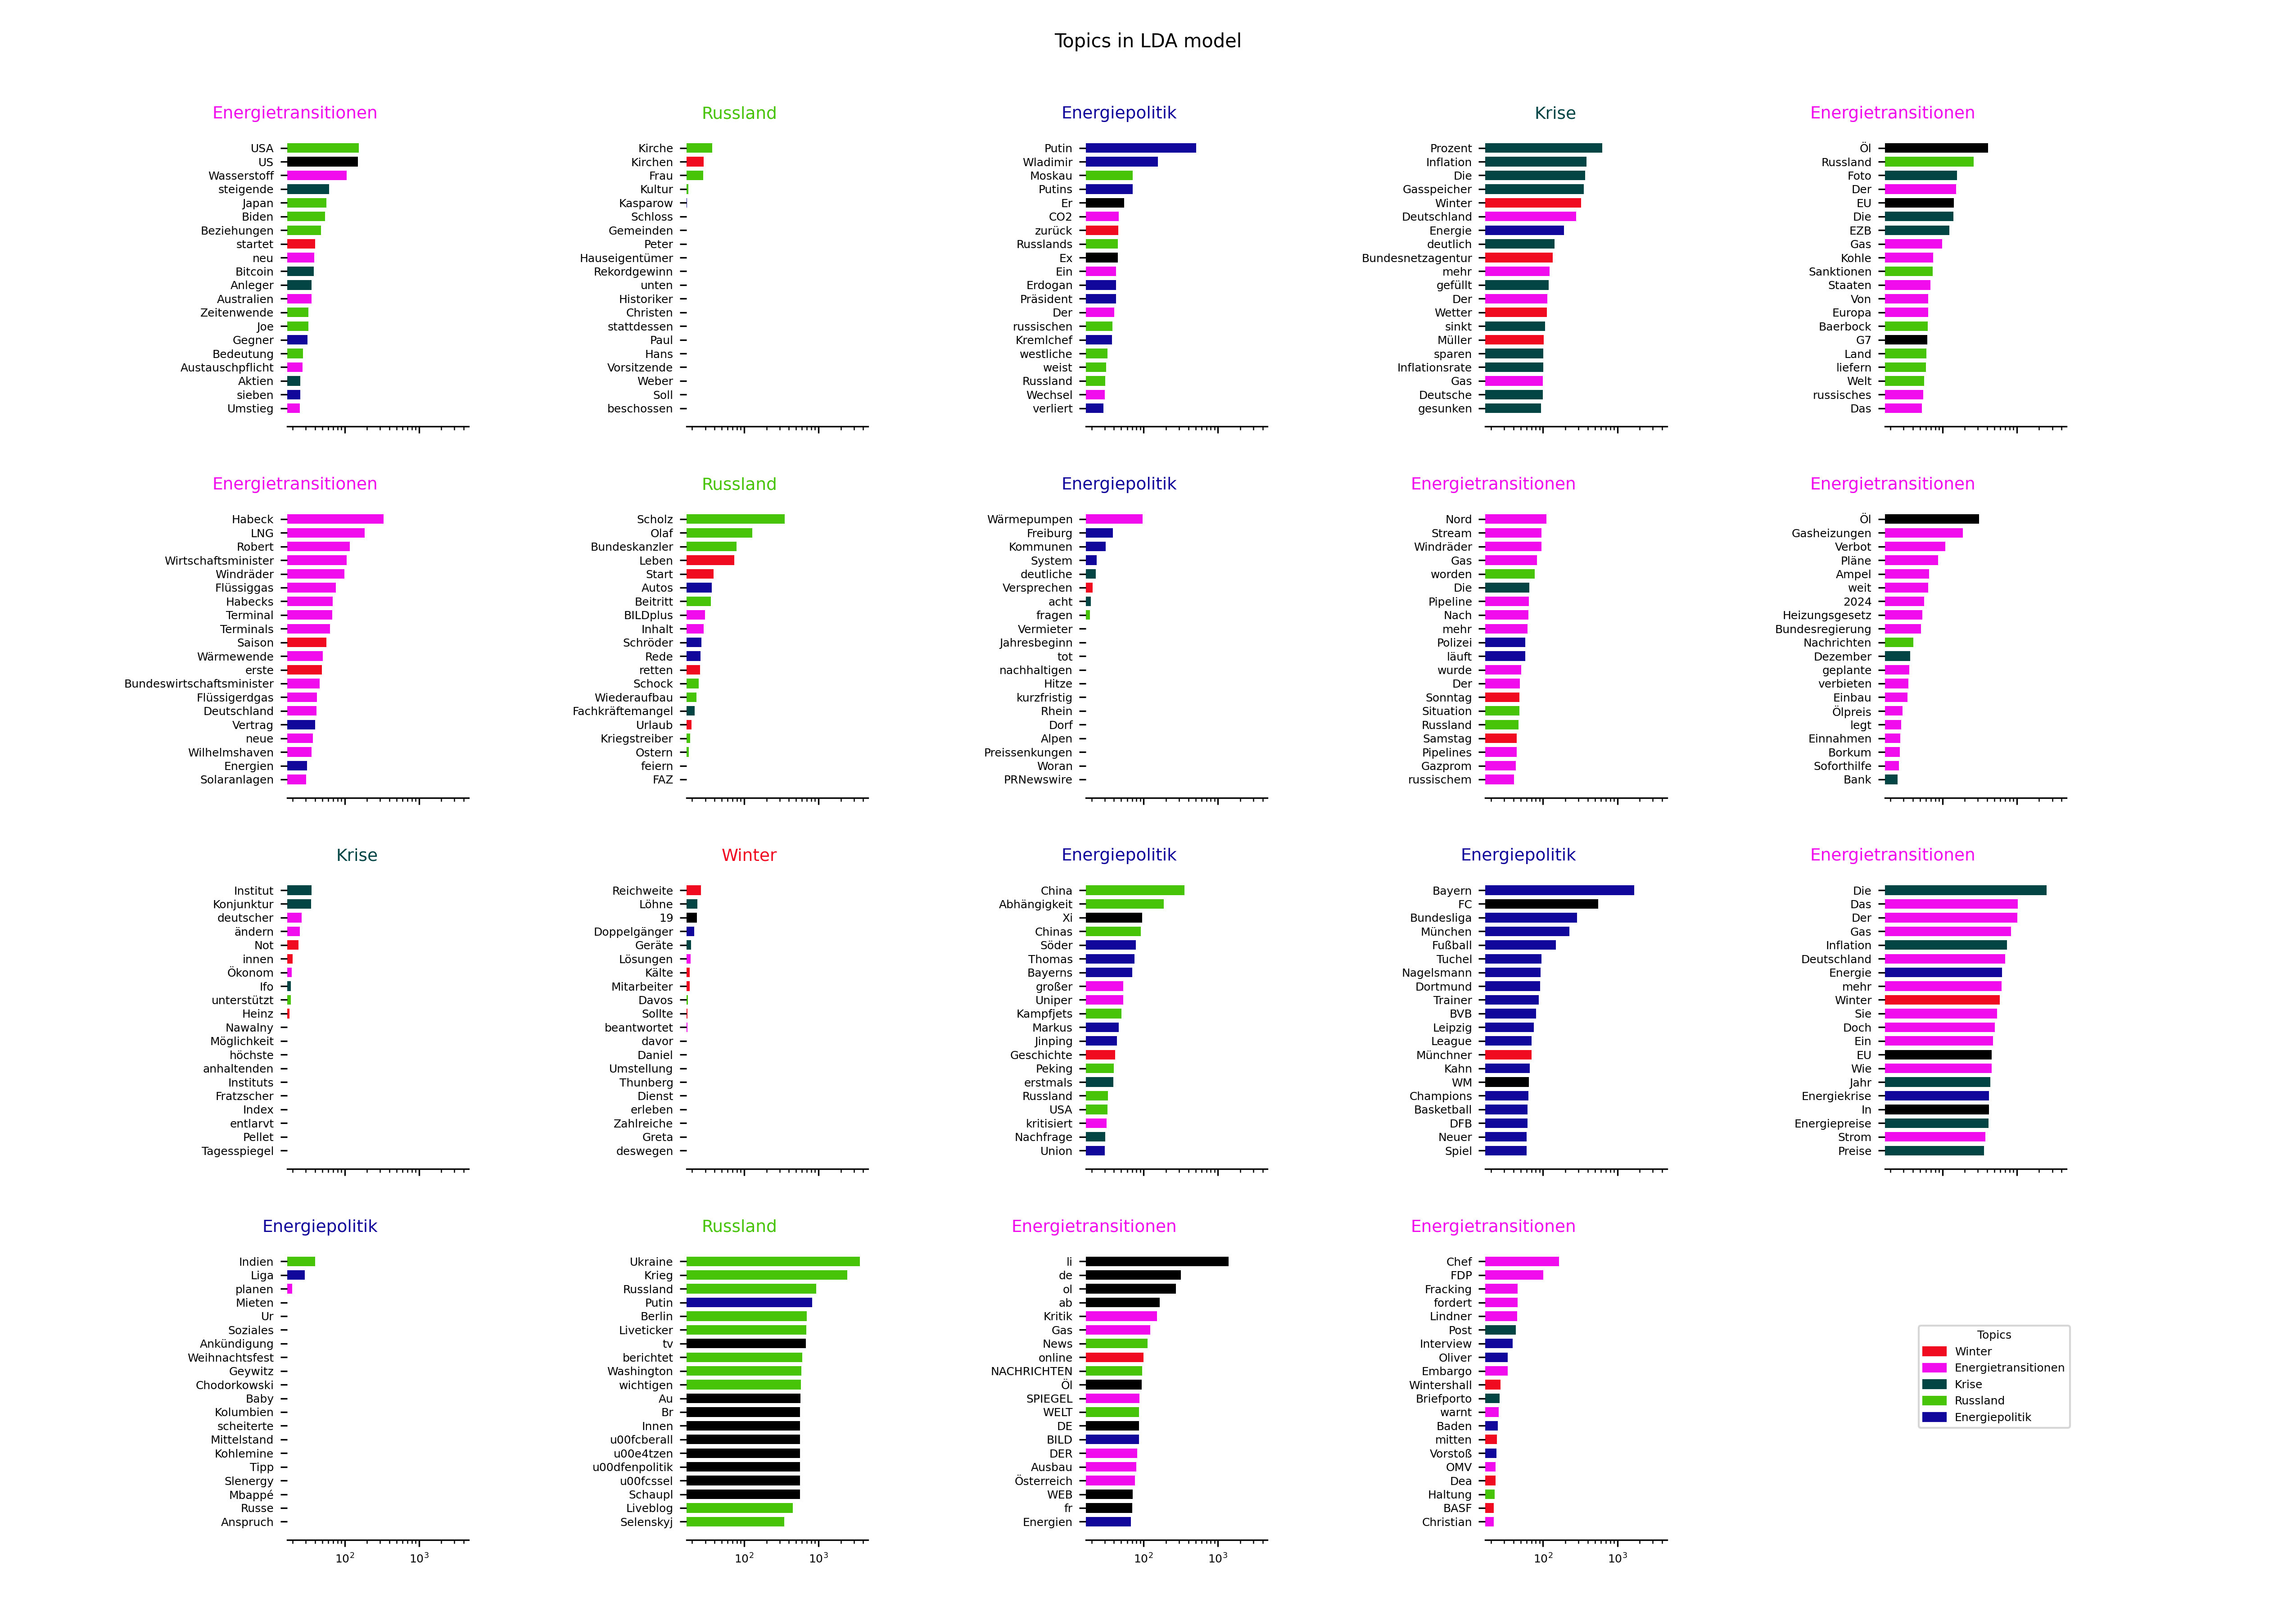 Topics in LDA model
Energietransitionen
USA
US
Wasserstoff
steigende
Japan
Biden
Beziehungen
startet
neu
Bitcoin
Anleger
Australien
Zeitenwende
Joe
Gegner
Bedeutung
Austauschpflicht
Aktien
sieben
Umstieg
Russland
Kirche
Kirchen
Frau
Kultur
Kasparow
Schloss
Gemeinden
Peter
Hauseigentümer
Rekordgewinn
unten
Historiker
Christen
stattdessen
Paul
Hans
Vorsitzende
Weber
Soll
beschossen
Energiepolitik
Putin
Wladimir
Moskau
Putins
Er
CO2
zurück
Russlands
Ex
Ein
Erdogan
Präsident
Der
russischen
Kremlchef
westliche
weist
Russland
Wechsel
verliert
Krise
Prozent
Inflation
Die
Gasspeicher
Winter
Deutschland
Energie
deutlich
Bundesnetzagentur
mehr
gefüllt
Der
Wetter
sinkt
Müller
sparen
Inflationsrate
Gas
Deutsche
gesunken
Energietransitionen
Öl
Russland
Foto
Der
EU
Die
EZB
Gas
Kohle
Sanktionen
Staaten
Von
Europa
Baerbock
G7
Land
liefern
Welt
russisches
Das
Energietransitionen
Habeck
LNG
Robert
Wirtschaftsminister
Windräder
Flüssiggas
Habecks
Terminal
Terminals
Saison
Wärmewende
erste
Bundeswirtschaftsminister
Flüssigerdgas
Deutschland
Vertrag
neue
Wilhelmshaven
Energien
Solaranlagen
Russland
Scholz
Olaf
Bundeskanzler
Leben
Start
Autos
Beitritt
BILDplus
Inhalt
Schröder
Rede
retten
Schock
Wiederaufbau
Fachkräftemangel
Urlaub
Kriegstreiber
Ostern
feiern
FAZ
Energiepolitik
Wärmepumpen
Freiburg
Kommunen
System
deutliche
Versprechen
acht
fragen
Vermieter
Jahresbeginn
tot
nachhaltigen
Hitze
kurzfristig
Rhein
Dorf
Alpen
Preissenkungen
Woran
PRNewswire
Energietransitionen
Nord
Stream
Windräder
Gas
worden
Die
Pipeline
Nach
mehr
Polizei
läuft
wurde
Der
Sonntag
Situation
Russland
Samstag
Pipelines
Gazprom
russischem
Energietransitionen
Öl
Gasheizungen
Verbot
Pläne
Ampel
weit
2024
Heizungsgesetz
Bundesregierung
Nachrichten
Dezember
geplante
verbieten
Einbau
Ölpreis
legt
Einnahmen
Borkum
Soforthilfe
Bank
Krise
Institut
Konjunktur
deutscher
ändern
Not
innen
Ökonom
Ifo
unterstützt
Heinz
Nawalny
Möglichkeit
höchste
anhaltenden
Instituts
Fratzscher
Index
entlarvt
Pellet
Tagesspiegel
Winter
Reichweite
Löhne
19
Doppelgänger
Geräte
Lösungen
Kälte
Mitarbeiter
Davos
Sollte
beantwortet
davor
Daniel
Umstellung
Thunberg
Dienst
erleben
Zahlreiche
Greta
deswegen
Energiepolitik
China
Abhängigkeit
Xi
Chinas
Söder
Thomas
Bayerns
großer
Uniper
Kampfjets
Markus
Jinping
Geschichte
Peking
erstmals
Russland
USA
kritisiert
Nachfrage
Union
Energiepolitik
Bayern
FC
Bundesliga
München
Fußball
Tuchel
Nagelsmann
Dortmund
Trainer
BVB
Leipzig
League
Münchner
Kahn
WM
Champions
Basketball
DFB
Neuer
Spiel
Energietransitionen
Die
Das
Der
Gas
Inflation
Deutschland
Energie
mehr
Winter
Sie
Doch
Ein
EU
Wie
Jahr
Energiekrise
In
Energiepreise
Strom
Preise
Energiepolitik
Indien
Liga
planen
Mieten
Ur
Soziales
Ankündigung
Weihnachtsfest
Geywitz
Chodorkowski
Baby
Kolumbien
scheiterte
Mittelstand
Kohlemine
Tipp
Slenergy
Mbappé
Russe
Anspruch
10² 10³
Russland
Ukraine
Krieg
Russland
Putin
Berlin
Liveticker
tv
berichtet
Washington
wichtigen
Au
Br
Innen
u00fcberall
u00e4tzen
u00dfenpolitik
u00fcssel
Schaupl
Liveblog
Selenskyj
10² 10³
Energietransitionen
li
de
ol
ab
Kritik
Gas
News
online
NACHRICHTEN
Öl
SPIEGEL
WELT
DE
BILD
DER
Ausbau
Österreich
WEB
fr
Energien
10² 10³
Energietransitionen
Chef
FDP
Fracking
fordert
Lindner
Post
Interview
Oliver
Embargo
Wintershall
Briefporto
warnt
Baden
mitten
Vorstoß
OMV
Dea
Haltung
BASF
Christian
10² 10³
Topics
Winter
Energietransitionen
Krise
Russland
Energiepolitik